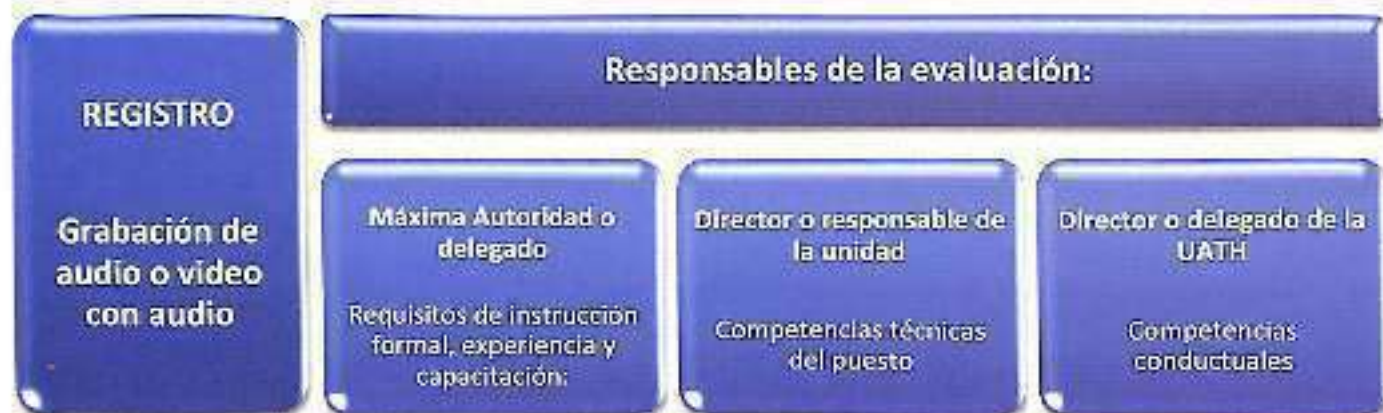 REGISTRO
Grabación de
audio o video
con audio
Responsables de la evaluación:
Máxima Autoridad o
delegado
Requisitos de instrucción
formal, experiencia y
capacitación:
Director o responsable de
la unidad
Competencias técnicas
del puesto
Director o delegado de la
UATH
Competencias
conductuales